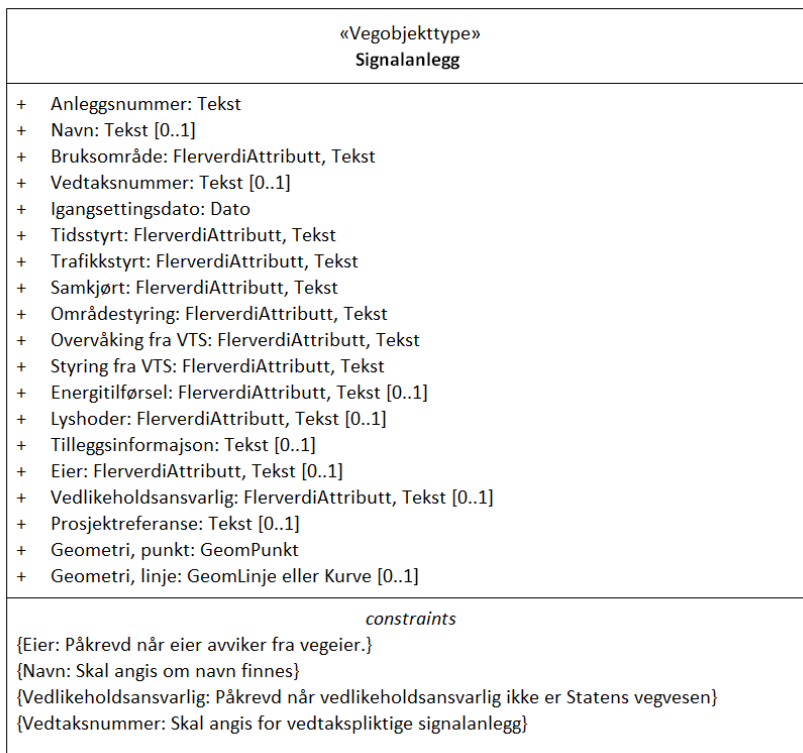 «Vegobjekttype»
Signalanlegg
+ Anleggsnummer: Tekst
+ Navn: Tekst [0..1]
+ Bruksområde: FlerverdiAttributt, Tekst
+ Vedtaksnummer: Tekst [0..1]
+ Igangsettingsdato: Dato
+ Tidsstyrt: FlerverdiAttributt, Tekst
+ Trafikkstyrt: FlerverdiAttributt, Tekst
+ Samkjørt: FlerverdiAttributt, Tekst
+ Områdestyring: FlerverdiAttributt, Tekst
+ Overvåking fra VTS: FlerverdiAttributt, Tekst
+ Styring fra VTS: FlerverdiAttributt, Tekst
+ Energitilførsel: FlerverdiAttributt, Tekst [0..1]
+ Lyshoder: FlerverdiAttributt, Tekst [0..1]
+ Tilleggsinformajson: Tekst [0..1]
+ Eier: FlerverdiAttributt, Tekst [0..1]
+ Vedlikeholdsansvarlig: FlerverdiAttributt, Tekst [0..1]
+ Prosjektreferanse: Tekst [0..1]
+ Geometri, punkt: GeomPunkt
+ Geometri, linje: GeomLinje eller Kurve [0..1]
constraints
{Eier: Påkrevd når eier avviker fra vegeier.}
{Navn: Skal angis om navn finnes}
{Vedlikeholdsansvarlig: Påkrevd når vedlikeholdsansvarlig ikke er Statens vegvesen}
{Vedtaksnummer: Skal angis for vedtakspliktige signalanlegg}